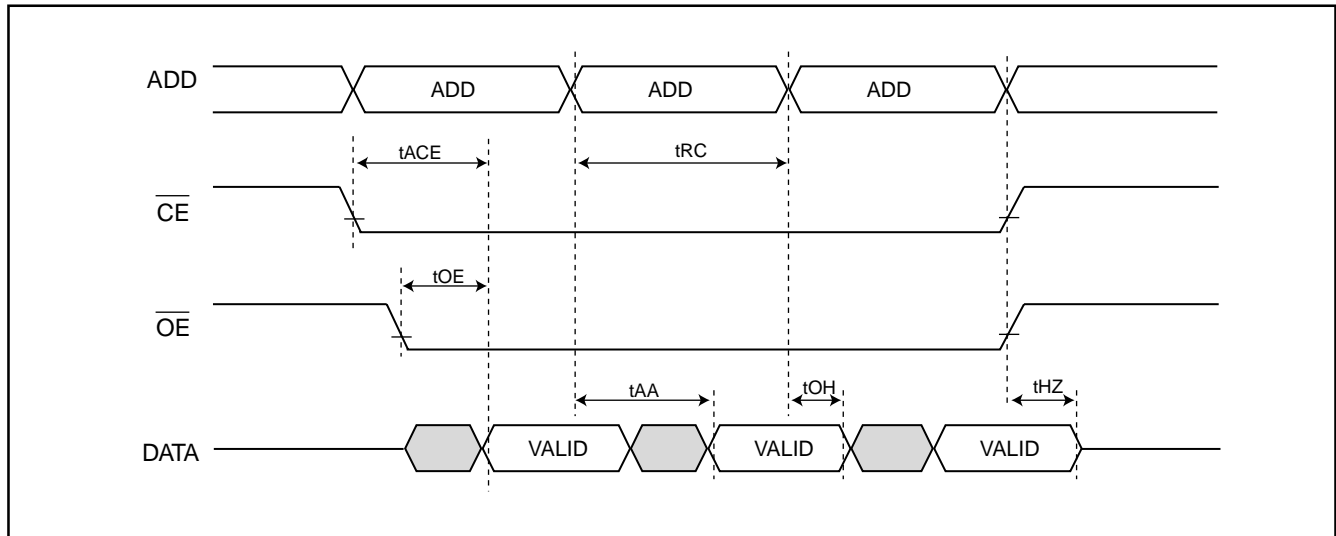 ADD ADD ADD ADD
tACE tRC
CE
tOE
OE
tAA tOH tHZ
DATA VALID VALID VALID